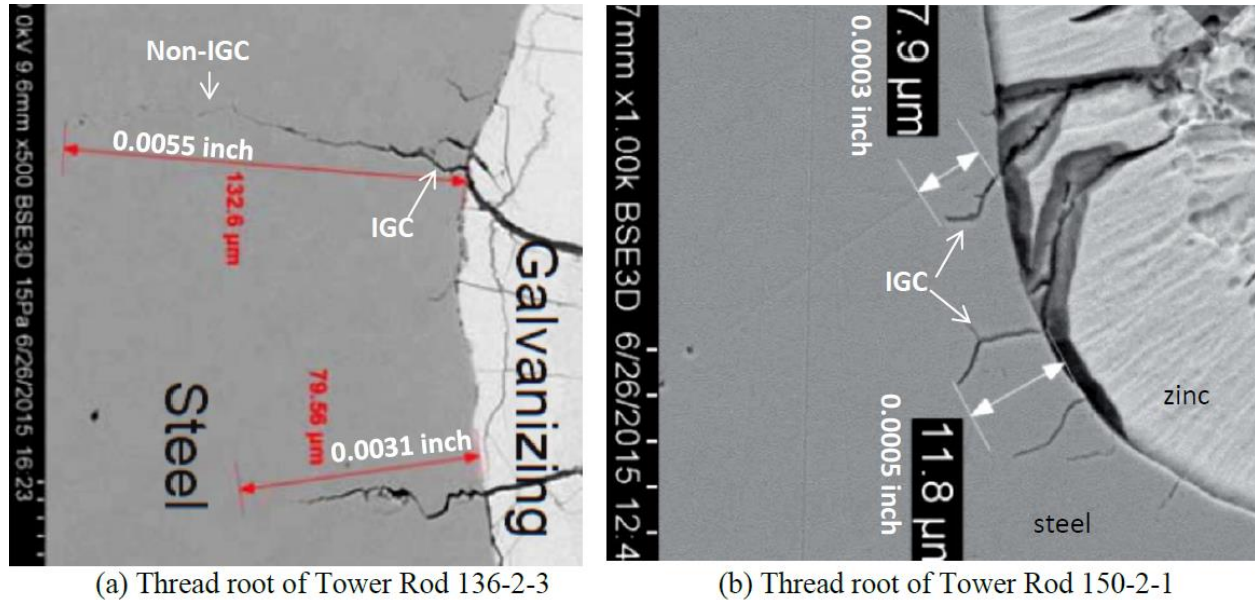 Non-IGC
0.0055 inch
132.6 µm
IGC
Galvanizing
Steel
79.56 µm
0.0031 inch
0kV 9.6mm x500 BSE3D 15Pa 6/26/2015 16:23
7mm x1.00k BSE3D 6/26/2015 12:4
7.9 µm
0.0003 inch
IGC
zinc
0.0005 inch
11.8 µm
steel
(a) Thread root of Tower Rod 136-2-3
(b) Thread root of Tower Rod 150-2-1